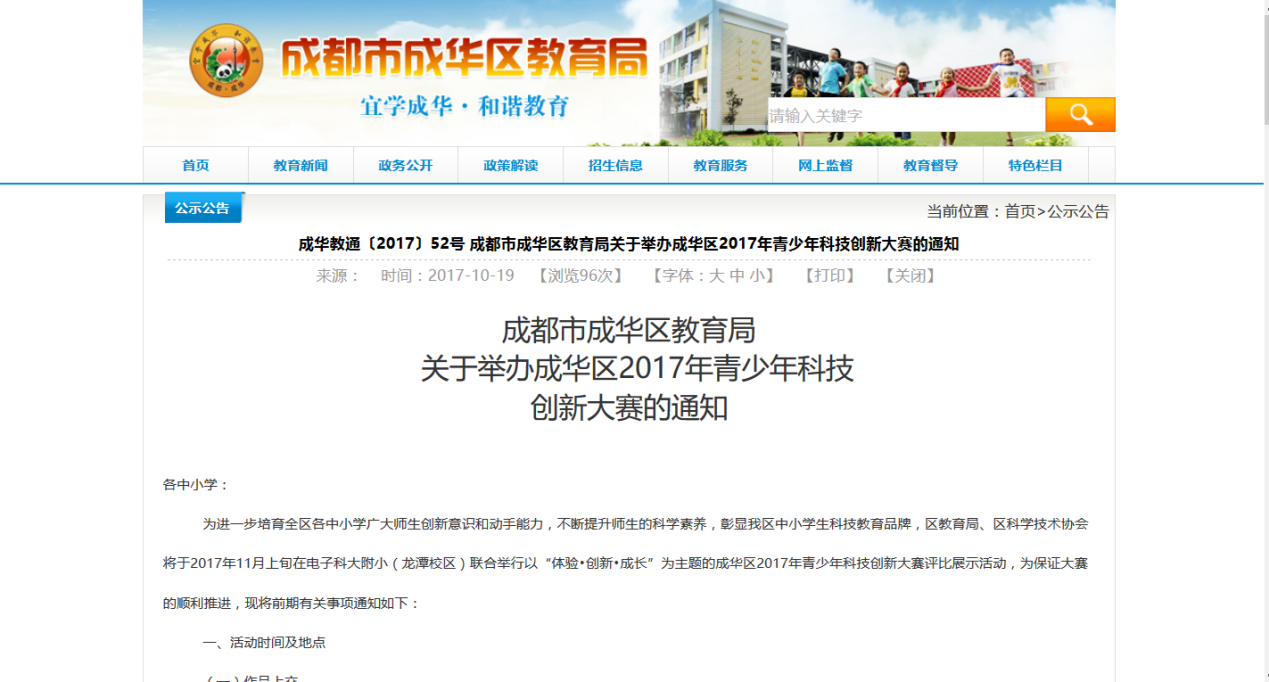 成都市成华区教育局
宜学成华·和谐教育
请输入关键字
首页 教育新闻 政务公开 政策解读 招生信息 教育服务 网上监督 教育督导 特色栏目
公示公告
当前位置：首页>公示公告
成华教通〔2017〕52号 成都市成华区教育局关于举办成华区2017年青少年科技创新大赛的通知
来源： 时间：2017-10-19 【浏览96次】 【字体：大 中 小】 【打印】 【关闭】
成都市成华区教育局
关于举办成华区2017年青少年科技
创新大赛的通知
各中小学：
为进一步培育全区各中小学广大师生创新意识和动手能力，不断提升师生的科学素养，彰显我区中小学生科技教育品牌，区教育局、区科学技术协会
将于2017年11月上旬在电子科大附小（龙潭校区）联合举行以“体验•创新•成长”为主题的成华区2017年青少年科技创新大赛评比展示活动，为保证大赛
的顺利推进，现将前期有关事项通知如下：
一、活动时间及地点